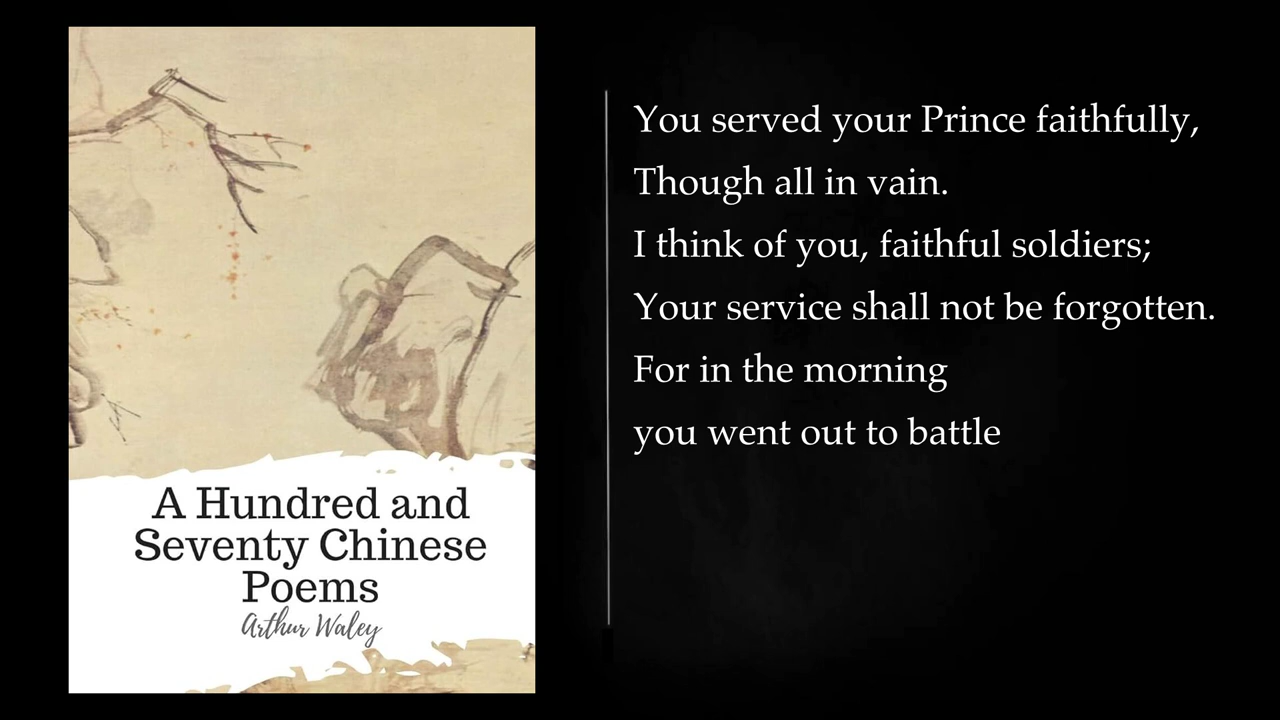 A Hundred and
Seventy Chinese
Poems
Arthur Waley
You served your Prince faithfully,
Though all in vain.
I think of you, faithful soldiers;
Your service shall not be forgotten.
For in the morning
you went out to battle